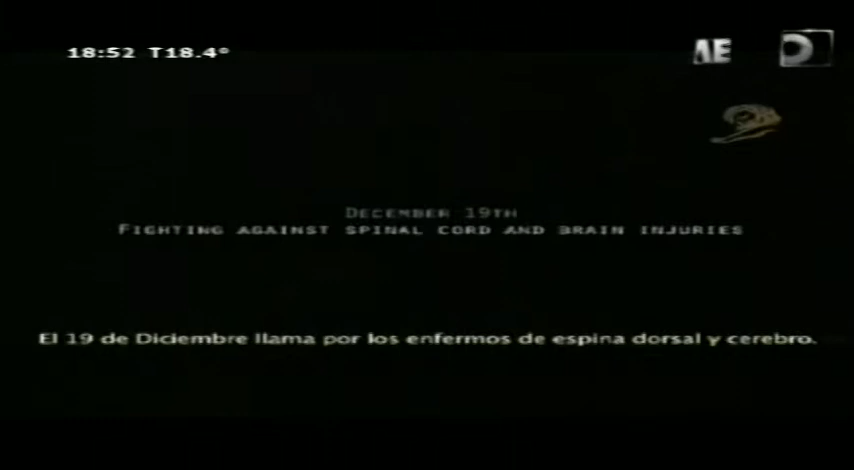 18:52 T18.4°
AE
D
DECEMBER 19TH
FIGHTING AGAINST SPINAL CORD AND BRAIN INJURIES
El 19 de Diciembre llama por los enfermos de espina dorsal y cerebro.